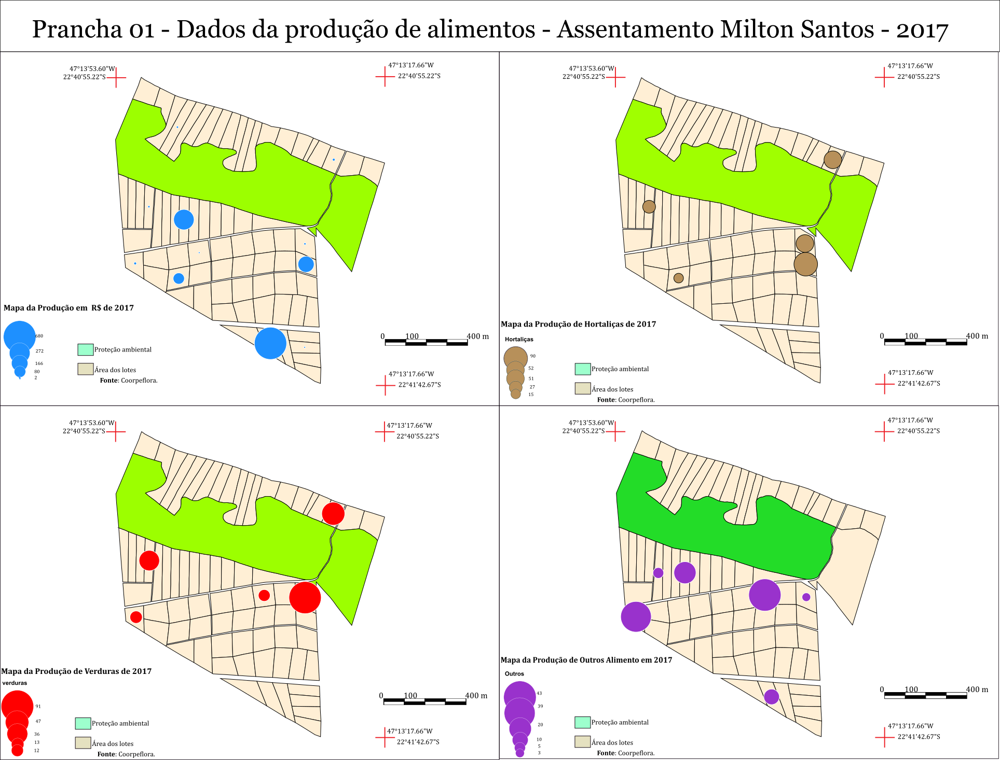 Prancha 01 - Dados da produção de alimentos - Assentamento Milton Santos - 2017
47°13'53.60"W
22°40'55.22"S
47°13'17.66"W
22°40'55.22"S
Mapa da Produção em R$ de 2017
680
272
166
80
2
Proteção ambiental
Área dos lotes
Fonte: Coorpeflora.
0 100 400 m
47°13'17.66"W
22°41'42.67"S
47°13'53.60"W
22°40'55.22"S
47°13'17.66"W
22°40'55.22"S
Mapa da Produção de Hortaliças de 2017
Hortaliças
90
52
51
27
15
Proteção ambiental
Área dos lotes
Fonte: Coorpeflora.
0 100 400 m
47°13'17.66"W
22°41'42.67"S
47°13'53.60"W
22°40'55.22"S
47°13'17.66"W
22°40'55.22"S
Mapa da Produção de Verduras de 2017
verduras
91
47
36
13
12
Proteção ambiental
Área dos lotes
Fonte: Coorpeflora.
0 100 400 m
47°13'17.66"W
22°41'42.67"S
47°13'53.60"W
22°40'55.22"S
47°13'17.66"W
22°40'55.22"S
Mapa da Produção de Outros Alimento em 2017
Outros
43
39
20
10
5
3
Proteção ambiental
Área dos lotes
Fonte: Coorpeflora.
0 100 400 m
47°13'17.66"W
22°41'42.67"S